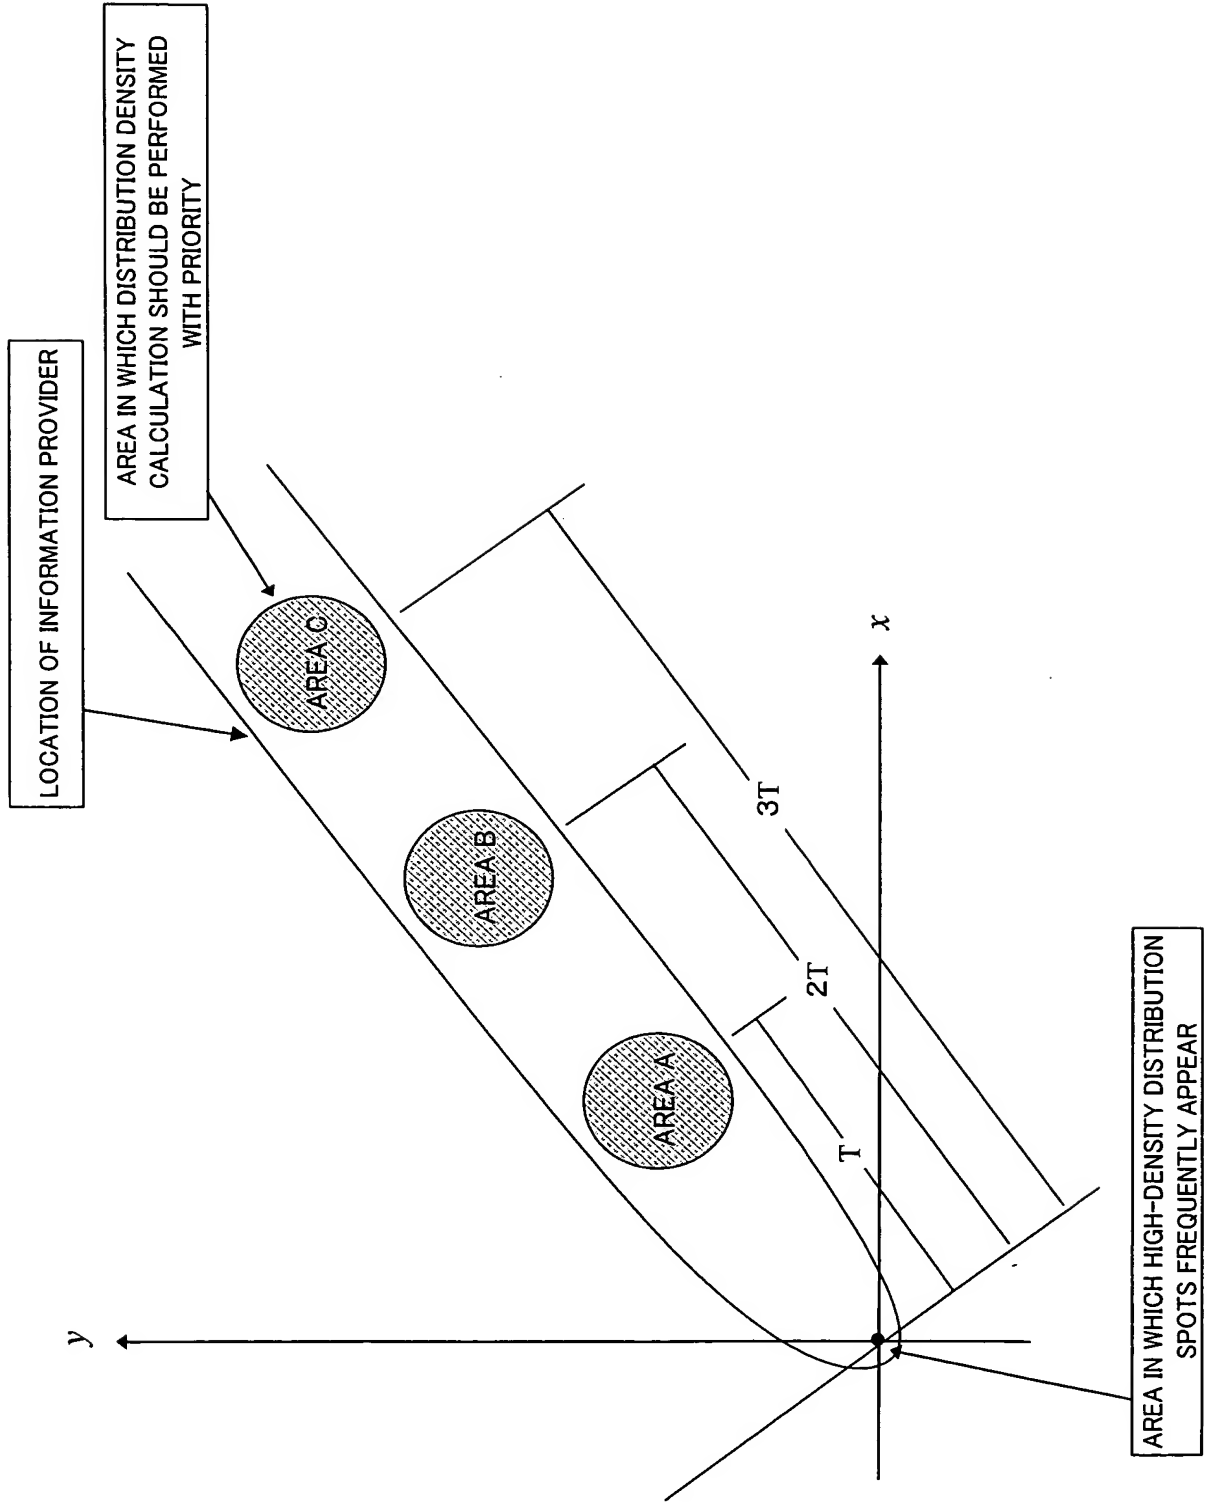 LOCATION OF INFORMATION PROVIDER
AREA IN WHICH DISTRIBUTION DENSITY
CALCULATION SHOULD BE PERFORMED
WITH PRIORITY
y
AREA C
AREA B
AREA A
x
3T
2T
T
AREA IN WHICH HIGH-DENSITY DISTRIBUTION
SPOTS FREQUENTLY APPEAR